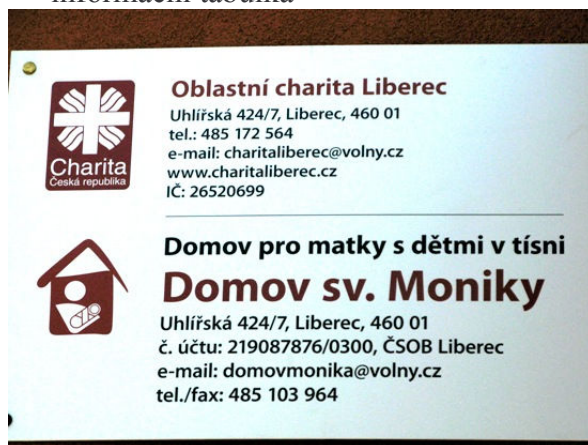 informační tabulka
Charita
Česká republika
Oblastní charita Liberec
Uhlířská 424/7, Liberec, 460 01
tel.: 485 172 564
e-mail: charitaliberec@volny.cz
www.charitaliberec.cz
IČ: 26520699
Domov pro matky s dětmi v tísni
Domov sv. Moniky
Uhlířská 424/7, Liberec, 460 01
č. účtu: 219087876/0300, ČSOB Liberec
e-mail: domovmonika@volny.cz
tel./fax: 485 103 964